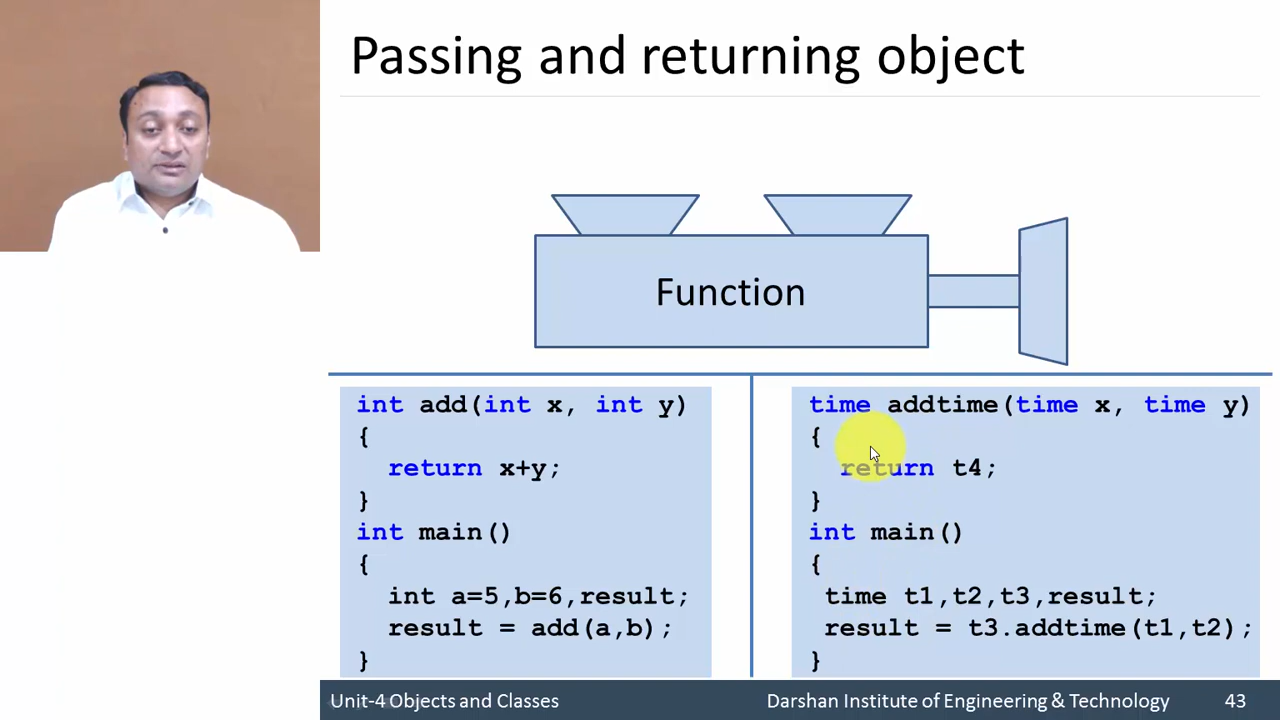 Passing and returning object
Function
int add(int x, int y)
{
return x+y;
}
int main()
{
int a=5,b=6,result;
result = add(a,b);
}
time addtime(time x, time y)
{
return t4;
}
int main()
{
time t1,t2,t3,result;
result = t3.addtime(t1,t2);
}
Unit-4 Objects and Classes
Darshan Institute of Engineering & Technology
43